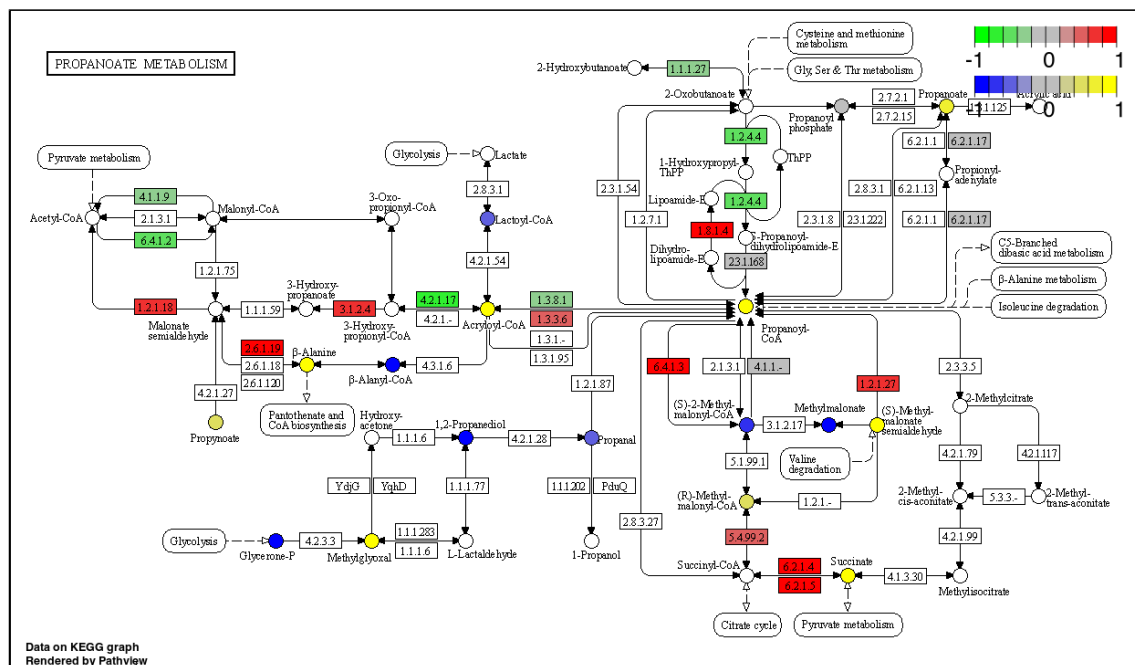 PROPANOATE METABOLISM
Cysteine and methionine
metabolism
-1
0
1
-1
0
1
2-Hydroxybutanoate
1.1.1.27
Gly, Ser & Thr metabolism
2-Oxobutanoate
2.7.2.1
2.7.2.15
Propanoyl
phosphate
Propanoate
1.3.1.125
Acrylic acid
1.2.4.4
ThPP
6.2.1.1
6.2.1.17
1-Hydroxypropyl-
ThPP
Propionyl-
adenylate
Pyruvate metabolism
Glycolysis
Lactate
2.8.3.1
Lactoyl-CoA
4.2.1.54
2.3.1.54
1.2.7.1
Lipoamide-E
1.2.4.4
2.8.3.1
6.2.1.13
2.3.1.8
2.3.1.222
6.2.1.1
6.2.1.17
1.8.1.4
S-Propanoyl-
dihydrolipoamide-E
Dihydro-
lipoamide-E
2.3.1.168
4.1.1.9
Acetyl-CoA
2.1.3.1
Malonyl-CoA
6.4.1.2
3-Oxo-
propionyl-CoA
1.2.1.75
C5-Branched
dibasic acid metabolism
β-Alanine metabolism
Isoleucine degradation
1.2.1.18
Malonate
semialdehyde
1.1.1.59
3-Hydroxy-
propanoate
3.1.2.4
3-Hydroxy-
propionyl-CoA
4.2.1.17
4.2.1.-
Acryloyl-CoA
1.3.8.1
1.3.3.6
1.3.1.-
1.3.1.95
Propanoyl-
CoA
2.6.1.19
2.6.1.18
2.6.1.120
β-Alanine
β-Alanyl-CoA
4.3.1.6
1.2.1.87
6.4.1.3
2.1.3.1
4.1.1.-
1.2.1.27
2.3.3.5
4.2.1.27
Propynoate
Pantothenate and
CoA biosynthesis
Hydroxy-
acetone
1.1.1.6
1,2-Propanediol
4.2.1.28
Propanal
(S)-2-Methyl-
malonyl-CoA
3.1.2.17
Methylmalonate
(S)-Methyl-
malonate
semialdehyde
2-Methylcitrate
Valine
degradation
5.1.99.1
4.2.1.79
4.2.1.117
YdjG
YqhD
1.1.1.77
1.1.1.202
PduQ
(R)-Methyl-
malonyl-CoA
1.2.1.-
2-Methyl-
cis-aconitate
5.3.3.-
2-Methyl-
trans-aconitate
2.8.3.27
5.4.99.2
4.2.1.99
Glycolysis
Glycerone-P
4.2.3.3
Methylglyoxal
1.1.1.283
1.1.1.6
L-Lactaldehyde
1-Propanol
Succinyl-CoA
6.2.1.4
6.2.1.5
Succinate
4.1.3.30
Methylisocitrate
Citrate cycle
Pyruvate metabolism
Data on KEGG graph
Rendered by Pathview